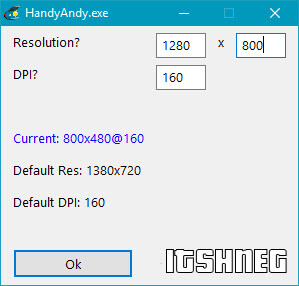 HandyAndy.exe
Resolution? 1280 x 800
DPI? 160
Current: 800x480@160
Default Res: 1380x720
Default DPI: 160
Ok ITSHNEG